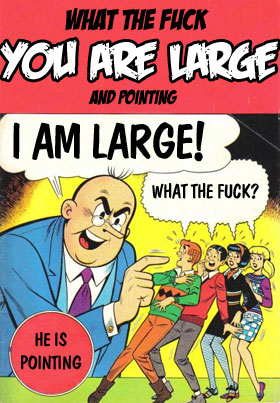 WHAT THE FUCK
YOU ARE LARGE
AND POINTING
I AM LARGE!
WHAT THE FUCK?
HE IS
POINTING